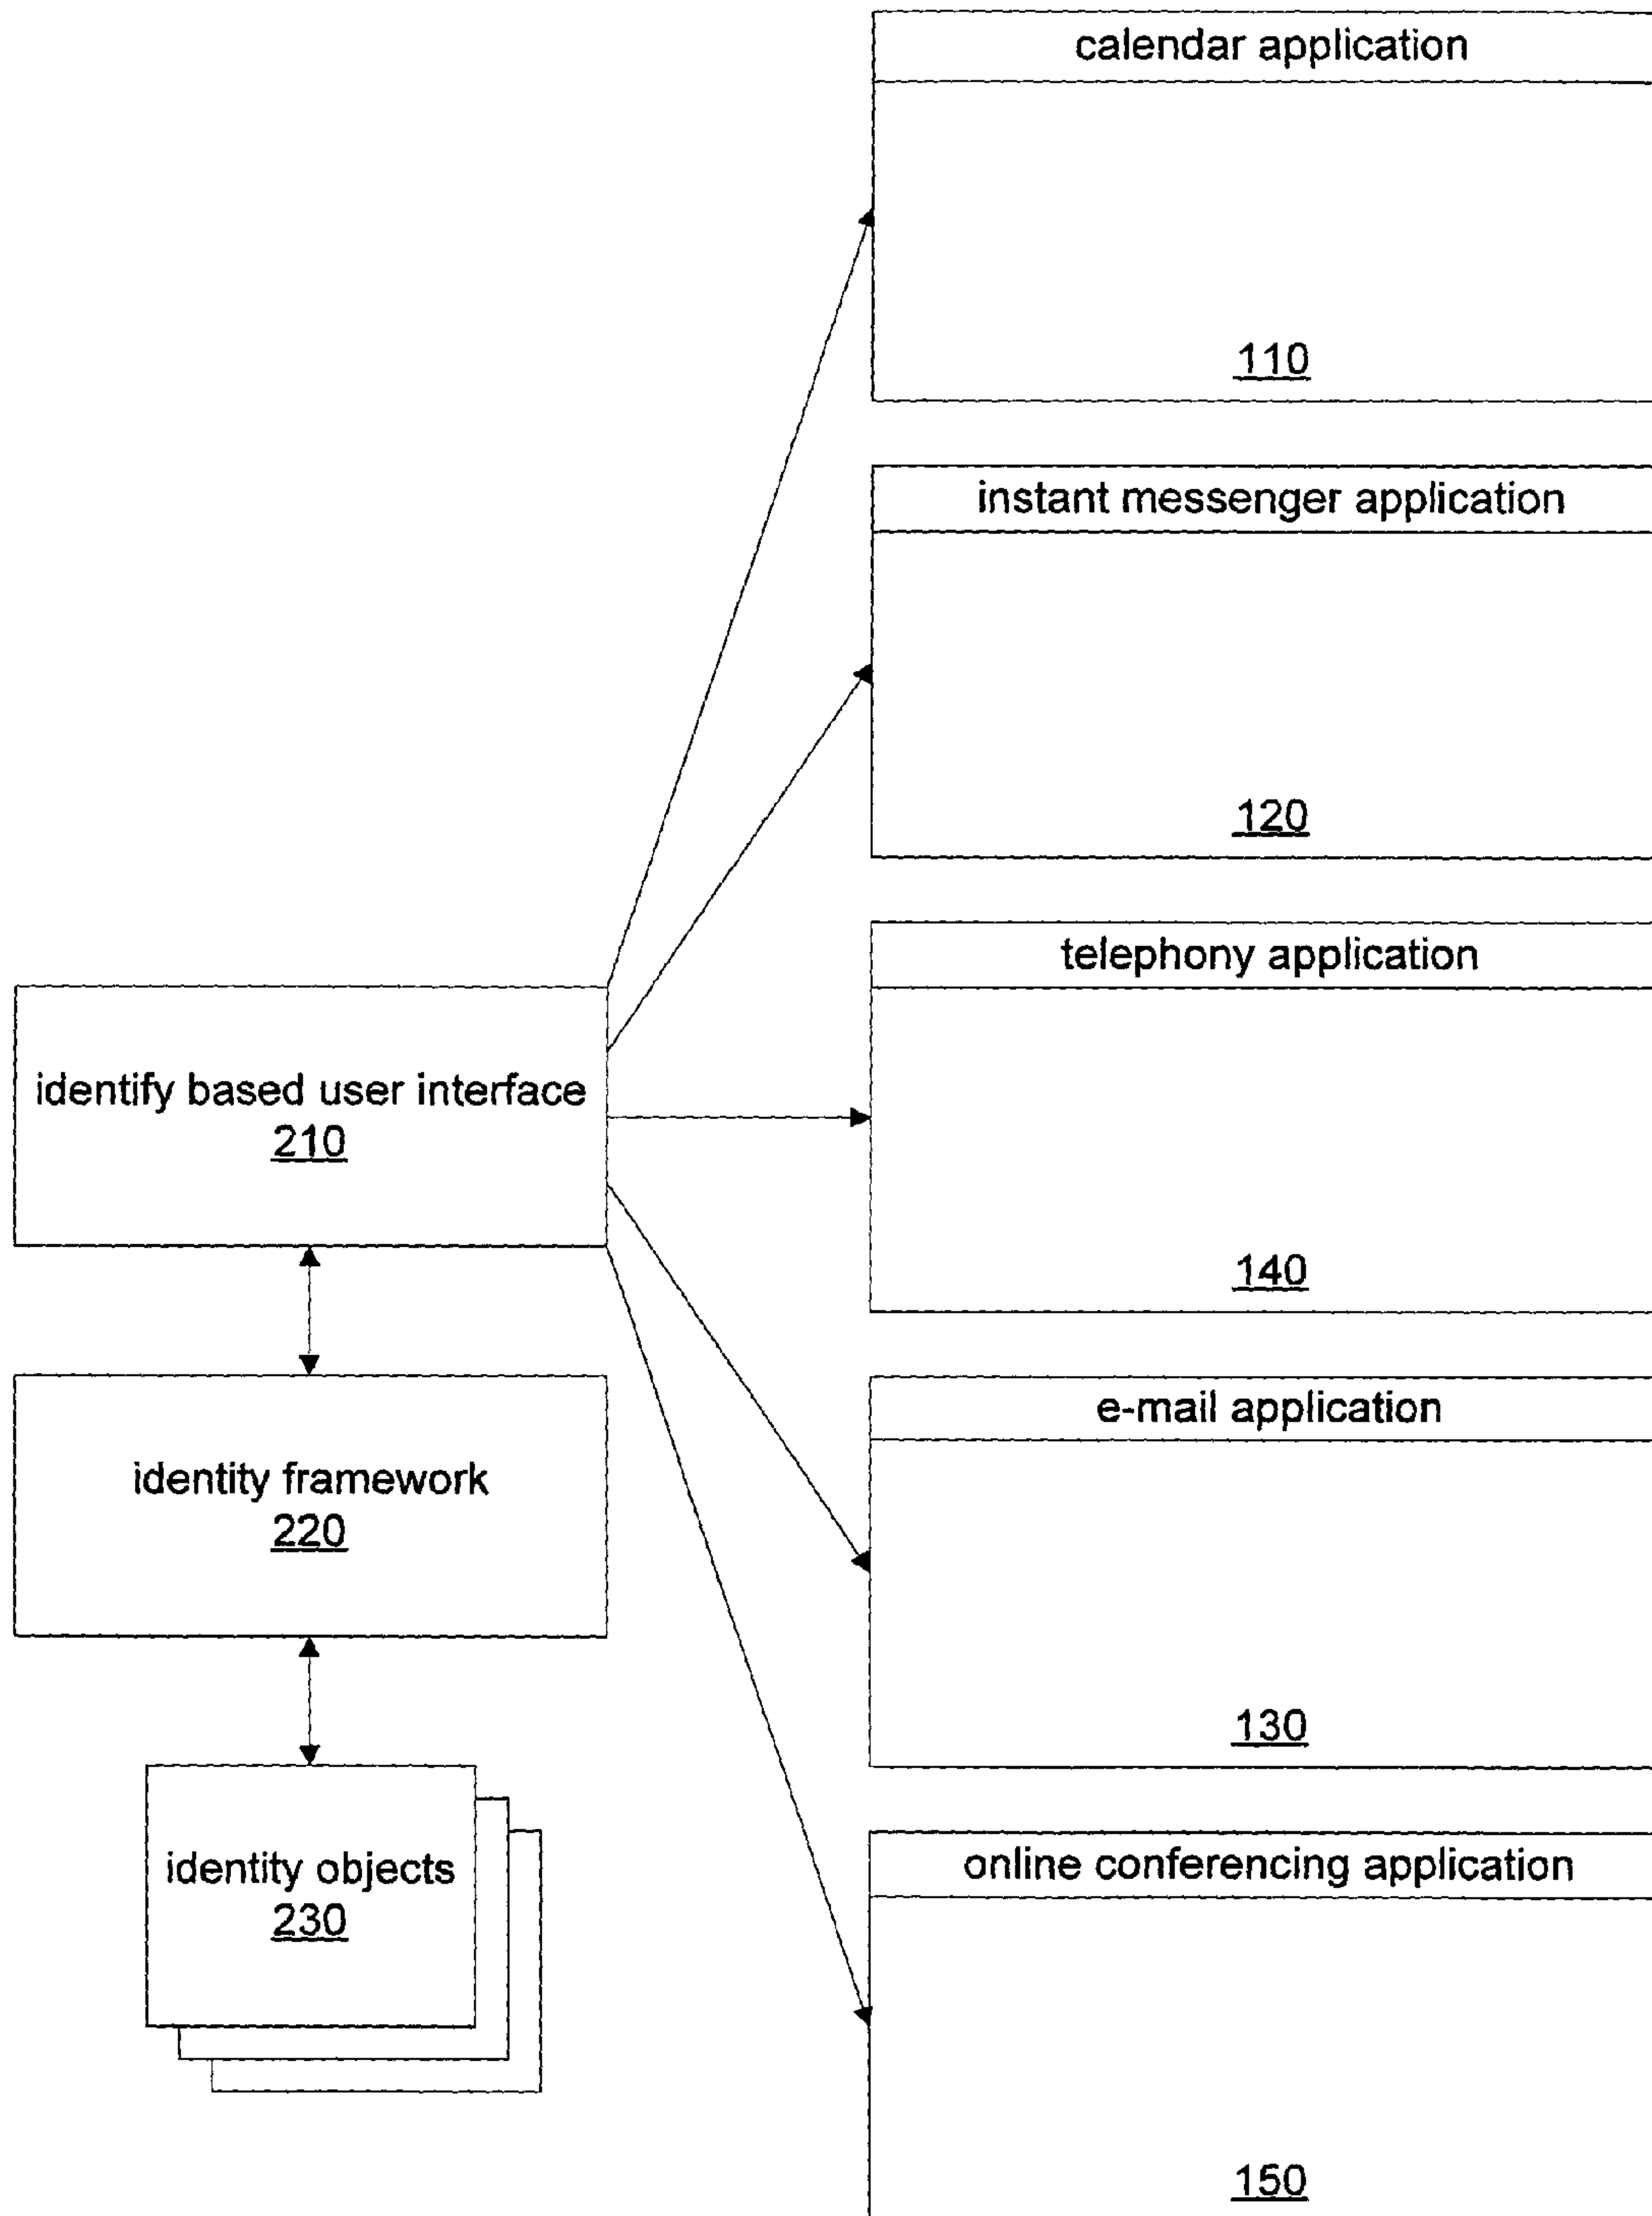 calendar application
110
instant messenger application
120
telephony application
140
identify based user interface
210
identity framework
220
e-mail application
130
identity objects
230
online conferencing application
150